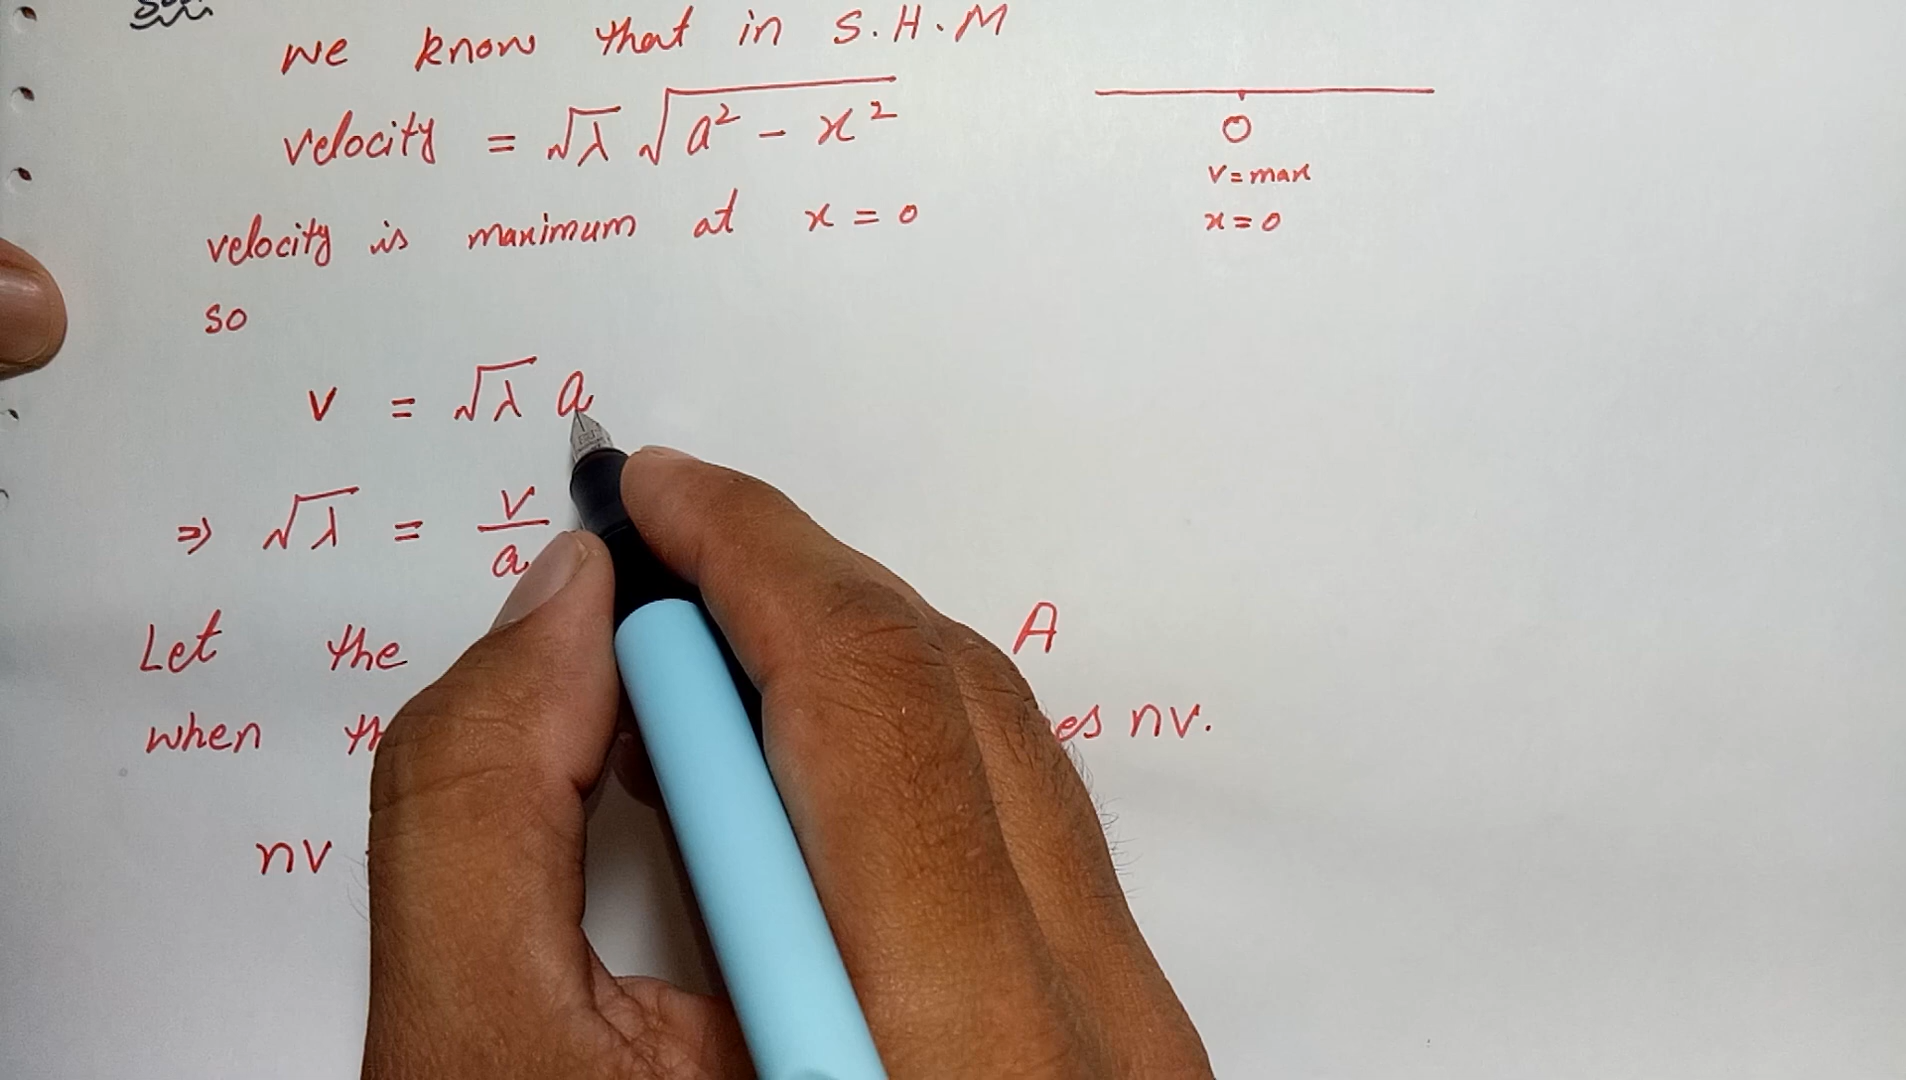 we know that in S.H.M
velocity = √λ √a² - x²
0
v = max
x = 0
velocity is maximum at x = 0
so
v = √λ a
⇒ √λ = v/a
Let the A
when nv.
nv